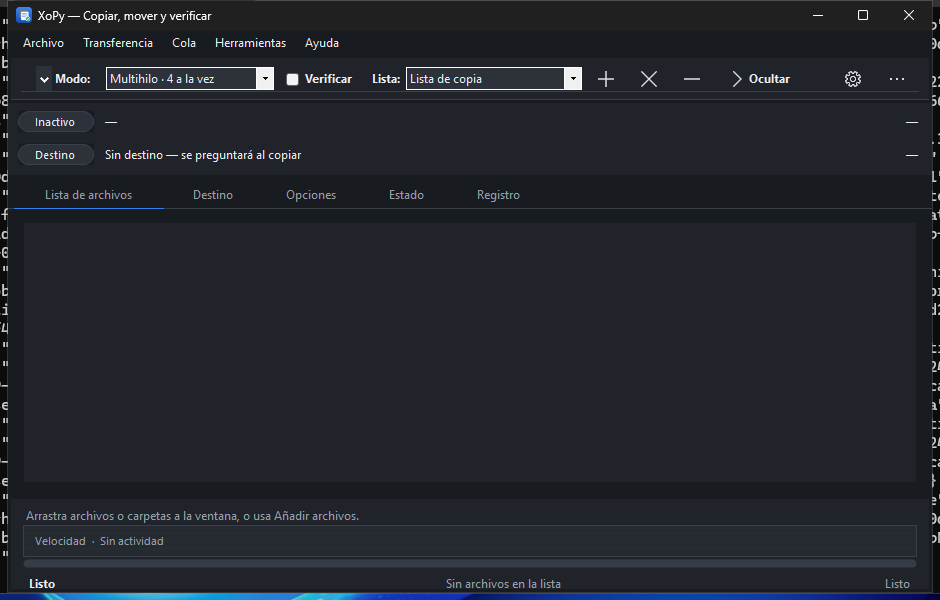 XoPy — Copiar, mover y verificar
Archivo Transferencia Cola Herramientas Ayuda
Modo: Multihilo · 4 a la vez Verificar Lista: Lista de copia Ocultar
Inactivo —
Destino Sin destino — se preguntará al copiar
Lista de archivos Destino Opciones Estado Registro
Arrastra archivos o carpetas a la ventana, o usa Añadir archivos.
Velocidad · Sin actividad
Listo Sin archivos en la lista Listo